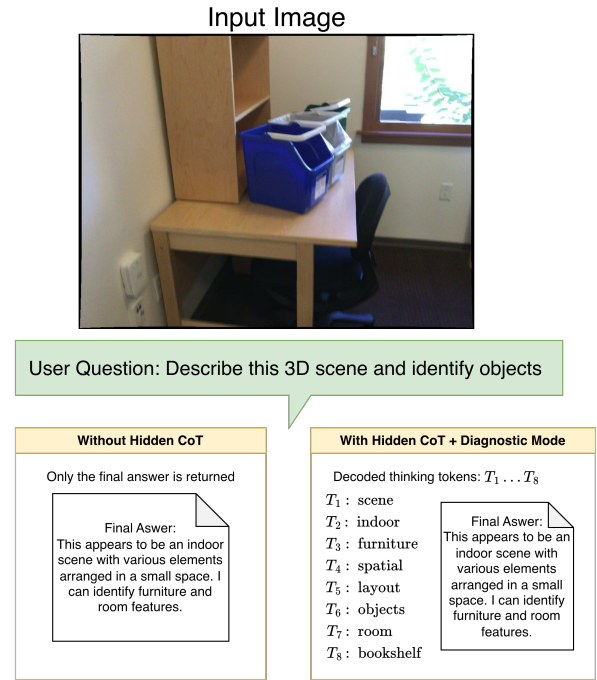 Input Image
User Question: Describe this 3D scene and identify objects
Without Hidden CoT
Only the final answer is returned
Final Aswer:
This appears to be an indoor
scene with various elements
arranged in a small space. I
can identify furniture and
room features.
With Hidden CoT + Diagnostic Mode
Decoded thinking tokens: T₁ … T₈
T₁ : scene
T₂ : indoor
T₃ : furniture
T₄ : spatial
T₅ : layout
T₆ : objects
T₇ : room
T₈ : bookshelf
Final Aswer:
This appears to be an
indoor scene with
various elements
arranged in a small
space. I can identify
furniture and room
features.